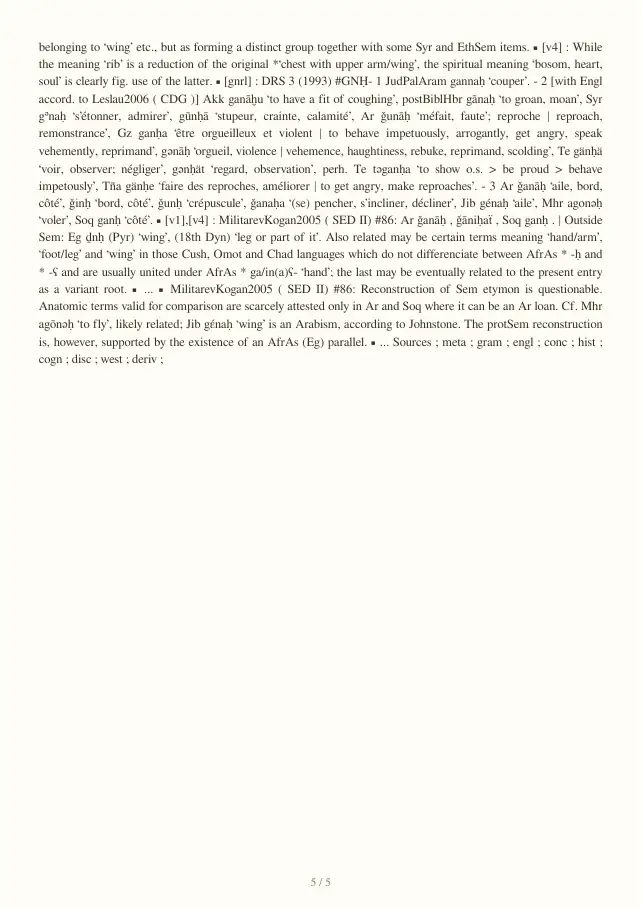 belonging to ‘wing’ etc., but as forming a distinct group together with some Syr and EthSem items. ▪ [v4] : While
the meaning ‘rib’ is a reduction of the original *‘chest with upper arm/wing’, the spiritual meaning ‘bosom, heart,
soul’ is clearly fig. use of the latter. ▪ [gnrl] : DRS 3 (1993) #GNḤ- 1 JudPalAram gannaḥ ‘couper’. - 2 [with Engl
accord. to Leslau2006 ( CDG )] Akk ganāḫu ‘to have a fit of coughing’, postBiblHbr gānaḥ ‘to groan, moan’, Syr
gᵊnaḥ ‘s’étonner, admirer’, gūnḥā ‘stupeur, crainte, calamité’, Ar ǧunāḥ ‘méfait, faute’; reproche | reproach,
remonstrance’, Gz ganḥa ‘être orgueilleux et violent | to behave impetuously, arrogantly, get angry, speak
vehemently, reprimand’, gənāḥ ‘orgueil, violence | vehemence, haughtiness, rebuke, reprimand, scolding’, Te gänḥä
‘voir, observer; négliger’, gənḥät ‘regard, observation’, perh. Te təganḥa ‘to show o.s. > be proud > behave
impetously’, Tña gänḥe ‘faire des reproches, améliorer | to get angry, make reproaches’. - 3 Ar ǧanāḥ ‘aile, bord,
côté’, ǧinḥ ‘bord, côté’, ǧunḥ ‘crépuscule’, ǧanaḥa ‘(se) pencher, s’incliner, décliner’, Jib génaḥ ‘aile’, Mhr agonəḥ
‘voler’, Soq ganḥ ‘côté’. ▪ [v1],[v4] : MilitarevKogan2005 ( SED II) #86: Ar ǧanāḥ , ǧāniḥaẗ , Soq ganḥ . | Outside
Sem: Eg ḏnḥ (Pyr) ‘wing’, (18th Dyn) ‘leg or part of it’. Also related may be certain terms meaning ‘hand/arm’,
‘foot/leg’ and ‘wing’ in those Cush, Omot and Chad languages which do not differenciate between AfrAs * -ḥ and
* -ʕ and are usually united under AfrAs * ga/in(a)ʕ- ‘hand’; the last may be eventually related to the present entry
as a variant root. ▪ ... ▪ MilitarevKogan2005 ( SED II) #86: Reconstruction of Sem etymon is questionable.
Anatomic terms valid for comparison are scarcely attested only in Ar and Soq where it can be an Ar loan. Cf. Mhr
agōnəḥ ‘to fly’, likely related; Jib gɛ́naḥ ‘wing’ is an Arabism, according to Johnstone. The protSem reconstruction
is, however, supported by the existence of an AfrAs (Eg) parallel. ▪ ... Sources ; meta ; gram ; engl ; conc ; hist ;
cogn ; disc ; west ; deriv ;
5 / 5